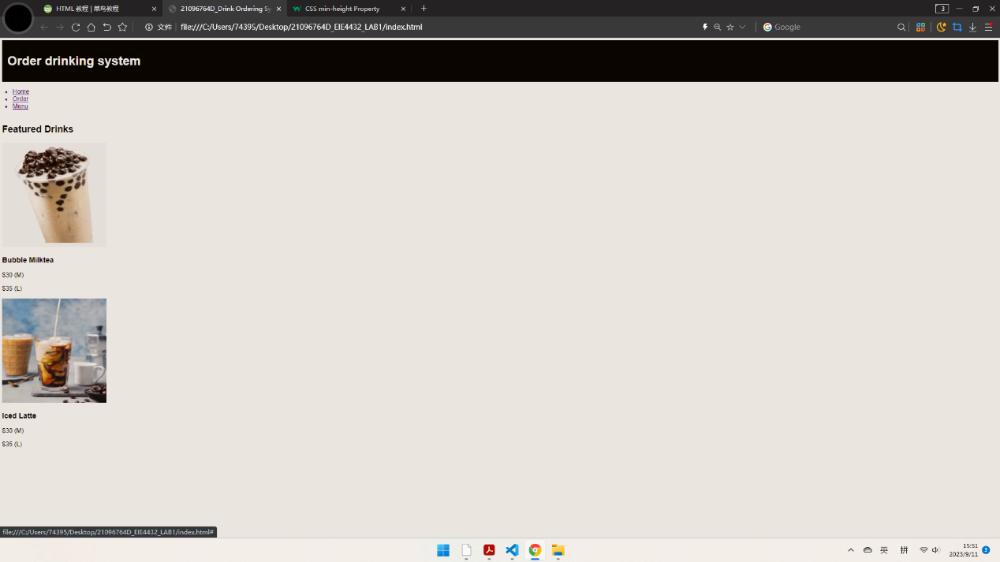 HTML 教程 | 菜鸟教程
21096764D_Drink Ordering Sy
CSS min-height Property
3
文件
file:///C:/Users/74395/Desktop/21096764D_EIE4432_LAB1/index.html
Google
Order drinking system
Home
Order
Menu
Featured Drinks
Bubble Milktea
$30 (M)
$35 (L)
Iced Latte
$30 (M)
$35 (L)
file:///C:/Users/74395/Desktop/21096764D_EIE4432_LAB1/index.html#
英
拼
15:51
2023/9/11
3